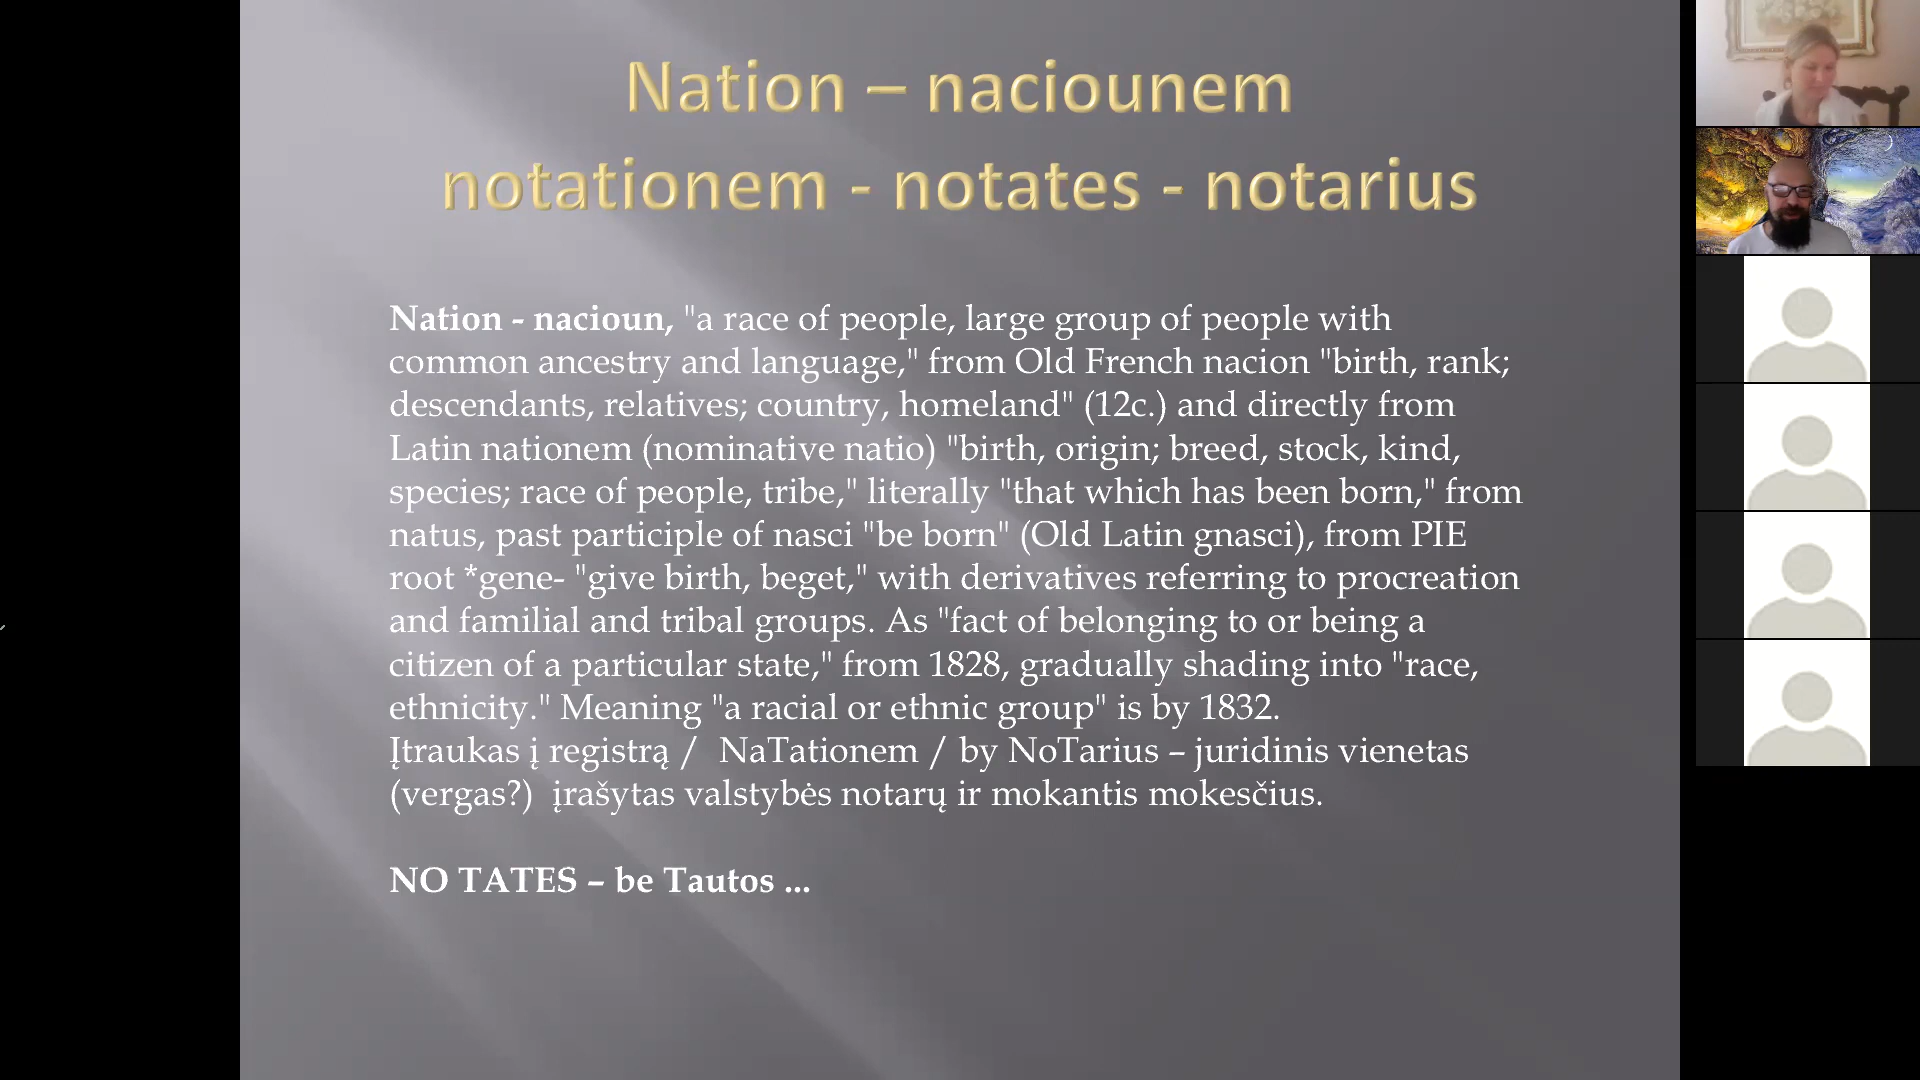 Nation – naciounem
notationem - notates - notarius
Nation - nacioun, "a race of people, large group of people with
common ancestry and language," from Old French nacion "birth, rank;
descendants, relatives; country, homeland" (12c.) and directly from
Latin nationem (nominative natio) "birth, origin; breed, stock, kind,
species; race of people, tribe," literally "that which has been born," from
natus, past participle of nasci "be born" (Old Latin gnasci), from PIE
root *gene- "give birth, beget," with derivatives referring to procreation
and familial and tribal groups. As "fact of belonging to or being a
citizen of a particular state," from 1828, gradually shading into "race,
ethnicity." Meaning "a racial or ethnic group" is by 1832.
Įtraukas į registrą / NaTationem / by NoTarius – juridinis vienetas
(vergas?) įrašytas valstybės notarų ir mokantis mokesčius.
NO TATES – be Tautos ...